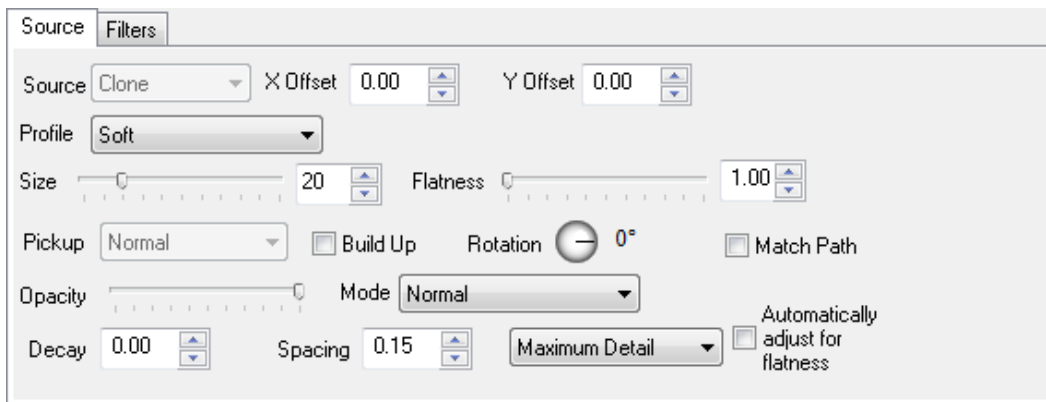 Source Filters
Source Clone X Offset 0.00 Y Offset 0.00
Profile Soft
Size 20 Flatness 1.00
Pickup Normal Build Up Rotation 0° Match Path
Opacity Mode Normal
Decay 0.00 Spacing 0.15 Maximum Detail Automatically
adjust for
flatness